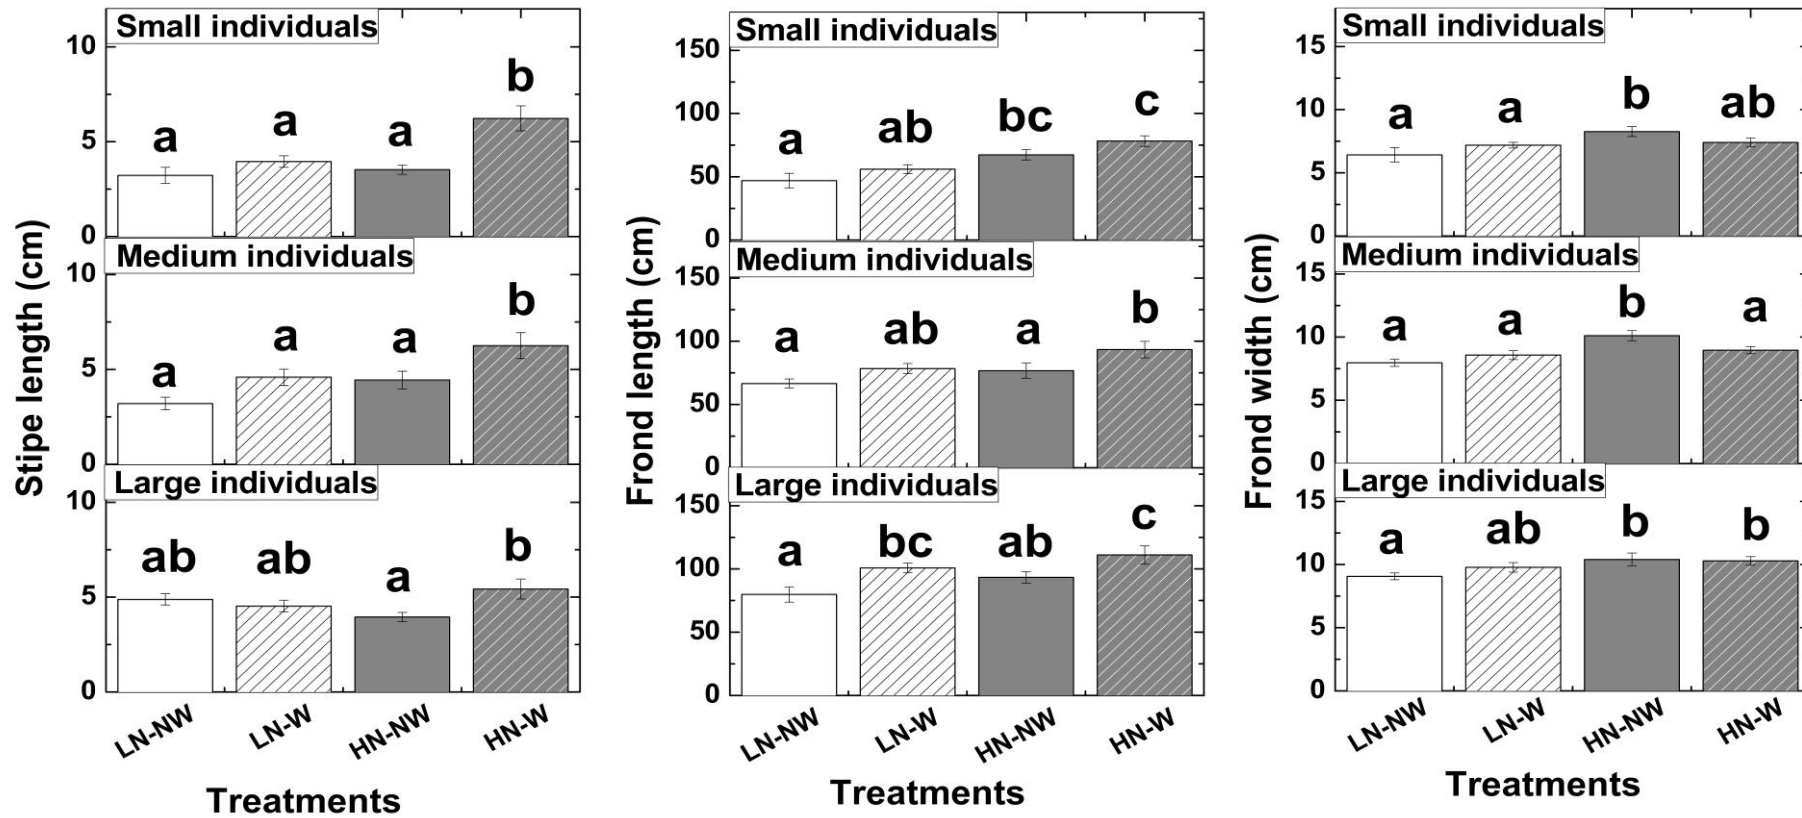 Stipe length (cm)
Small individuals
10
5
0
a
a
a
b
Medium individuals
10
5
0
a
a
a
b
Large individuals
10
5
0
ab
ab
a
b
LN-NW
LN-W
HN-NW
HN-W
Treatments
Frond length (cm)
Small individuals
150
100
50
0
a
ab
bc
c
Medium individuals
150
100
50
0
a
ab
a
b
Large individuals
150
100
50
0
a
bc
ab
c
LN-NW
LN-W
HN-NW
HN-W
Treatments
Frond width (cm)
Small individuals
15
10
5
0
a
a
b
ab
Medium individuals
15
10
5
0
a
a
b
a
Large individuals
15
10
5
0
a
ab
b
b
LN-NW
LN-W
HN-NW
HN-W
Treatments